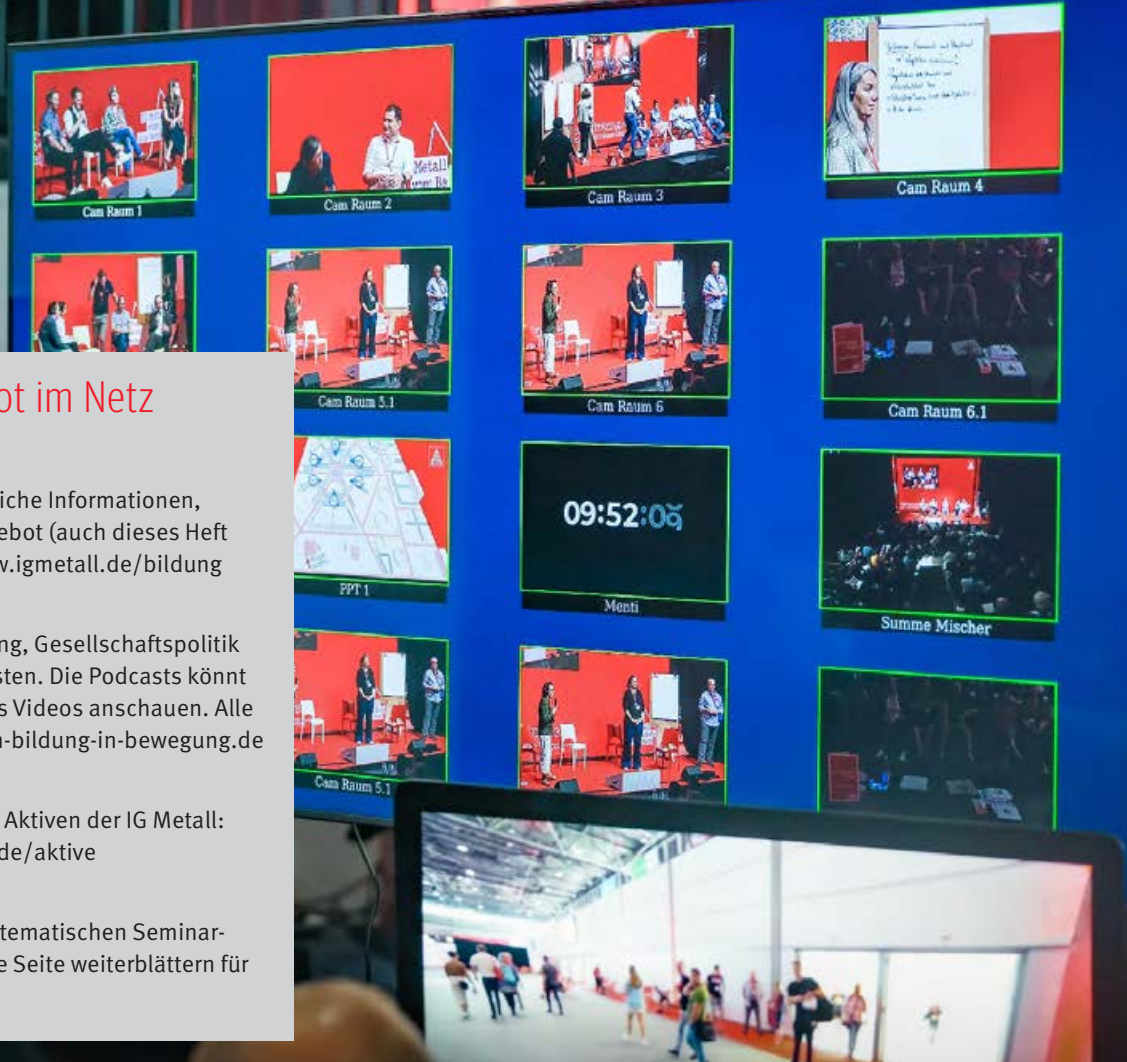 Cam Raum 1
Cam Raum 2
Cam Raum 3
Cam Raum 4
Metall
vom
Cam Raum 5.1
Cam Raum 6
Cam Raum 6.1
PPT 1
09:52:05
Menti
Summe Mischer
Cam Raum 5.1
ot im Netz
iche Informationen,
ebot (auch dieses Heft
w.igmetall.de/bildung
ng, Gesellschaftspolitik
sten. Die Podcasts könnt
s Videos anschauen. Alle
n-bildung-in-bewegung.de
Aktiven der IG Metall:
de/aktive
tematischen Seminar-
e Seite weiterblättern für